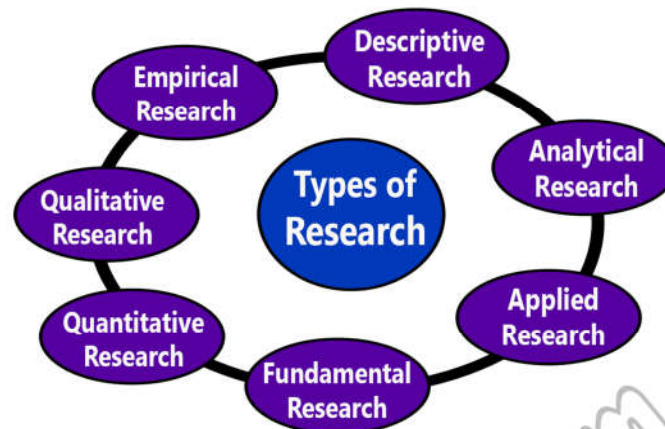 Types of
Research
Descriptive
Research
Analytical
Research
Applied
Research
Fundamental
Research
Quantitative
Research
Qualitative
Research
Empirical
Research